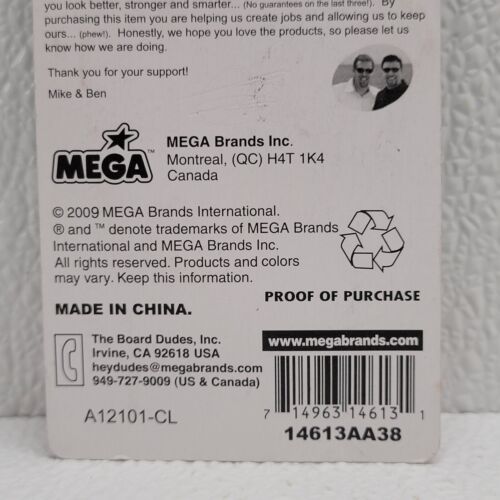 you look better, stronger and smarter... (No guarantees on the last three!). By
purchasing this item you are helping us create jobs and allowing us to keep
ours... (phew!). Honestly, we hope you love the products, so please let us
know how we are doing.
Thank you for your support!
Mike & Ben
MEGA™
MEGA Brands Inc.
Montreal, (QC) H4T 1K4
Canada
© 2009 MEGA Brands International.
® and ™ denote trademarks of MEGA Brands
International and MEGA Brands Inc.
All rights reserved. Products and colors
may vary. Keep this information.
PROOF OF PURCHASE
MADE IN CHINA.
The Board Dudes, Inc.
Irvine, CA 92618 USA
heydudes@megabrands.com
949-727-9009 (US & Canada)
A12101-CL
www.megabrands.com
7 14963 14613 1
14613AA38